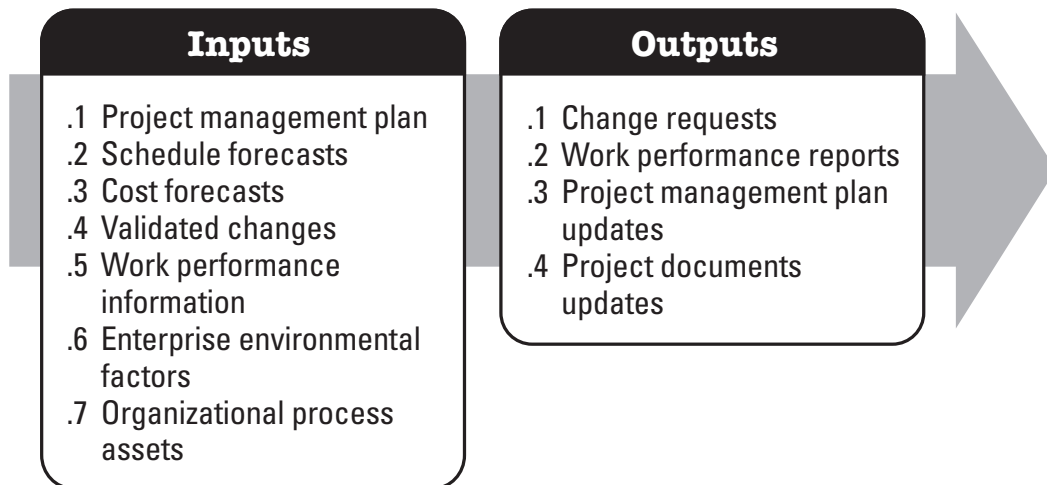 Inputs
.1 Project management plan
.2 Schedule forecasts
.3 Cost forecasts
.4 Validated changes
.5 Work performance
information
.6 Enterprise environmental
factors
.7 Organizational process
assets
Outputs
.1 Change requests
.2 Work performance reports
.3 Project management plan
updates
.4 Project documents
updates